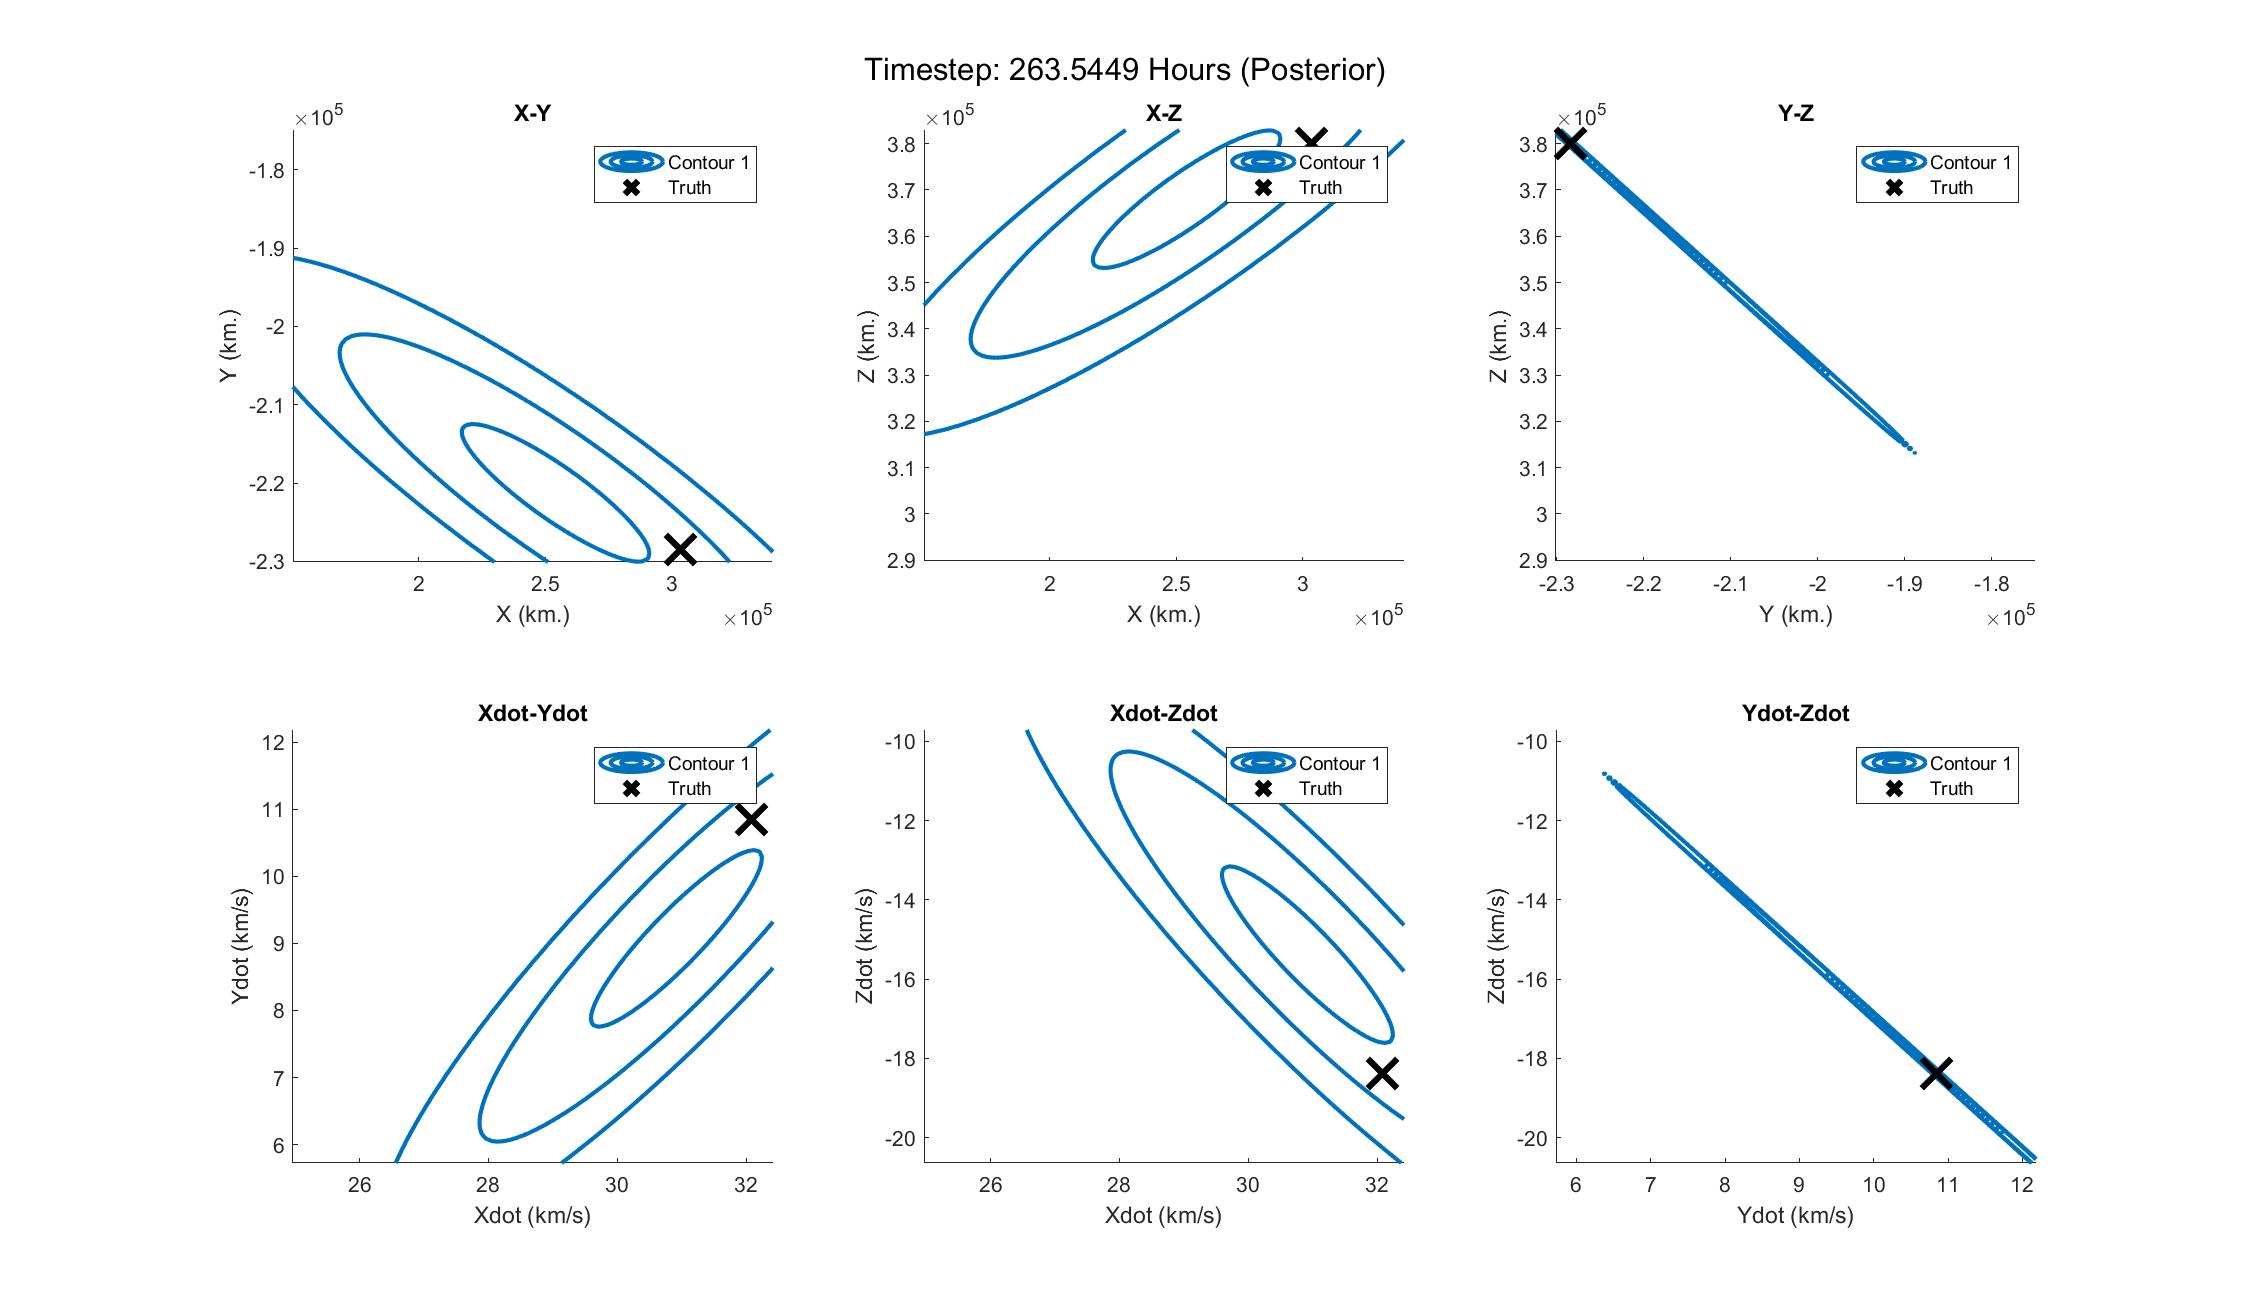 Timestep: 263.5449 Hours (Posterior)
X-Y
×10^5
-1.8
-1.9
-2
-2.1
-2.2
-2.3
Y (km.)
2
2.5
3
X (km.)
×10^5
Contour 1
Truth
X-Z
×10^5
3.8
3.7
3.6
3.5
3.4
3.3
3.2
3.1
3
2.9
Z (km.)
2
2.5
3
X (km.)
×10^5
Contour 1
Truth
Y-Z
×10^5
3.8
3.7
3.6
3.5
3.4
3.3
3.2
3.1
3
2.9
Z (km.)
-2.3
-2.2
-2.1
-2
-1.9
-1.8
Y (km.)
×10^5
Contour 1
Truth
Xdot-Ydot
12
11
10
9
8
7
6
Ydot (km/s)
26
28
30
32
Xdot (km/s)
Contour 1
Truth
Xdot-Zdot
-10
-12
-14
-16
-18
-20
Zdot (km/s)
26
28
30
32
Xdot (km/s)
Contour 1
Truth
Ydot-Zdot
-10
-12
-14
-16
-18
-20
Zdot (km/s)
6
7
8
9
10
11
12
Ydot (km/s)
Contour 1
Truth